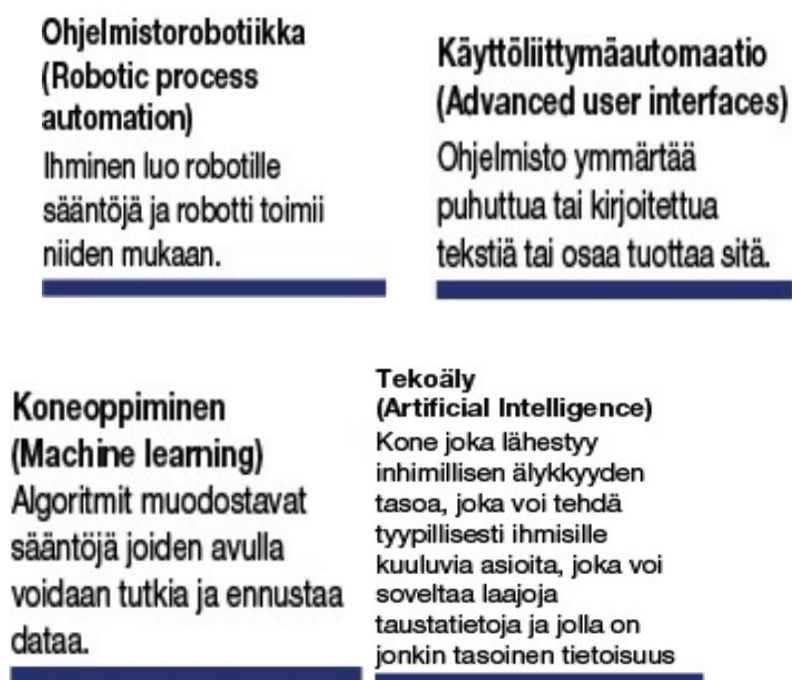 Ohjelmistorobotiikka
(Robotic process
automation)
Ihminen luo robotille
sääntöjä ja robotti toimii
niiden mukaan.
Käyttöliittymäautomaatio
(Advanced user interfaces)
Ohjelmisto ymmärtää
puhuttua tai kirjoitettua
tekstiä tai osaa tuottaa sitä.
Koneoppiminen
(Machine learning)
Algoritmit muodostavat
sääntöjä joiden avulla
voidaan tutkia ja ennustaa
dataa.
Tekoäly
(Artificial Intelligence)
Kone joka lähestyy
inhimillisen älykkyyden
tasoa, joka voi tehdä
tyypillisesti ihmisille
kuuluvia asioita, joka voi
soveltaa laajoja
taustatietoja ja jolla on
jonkin tasoinen tietoisuus